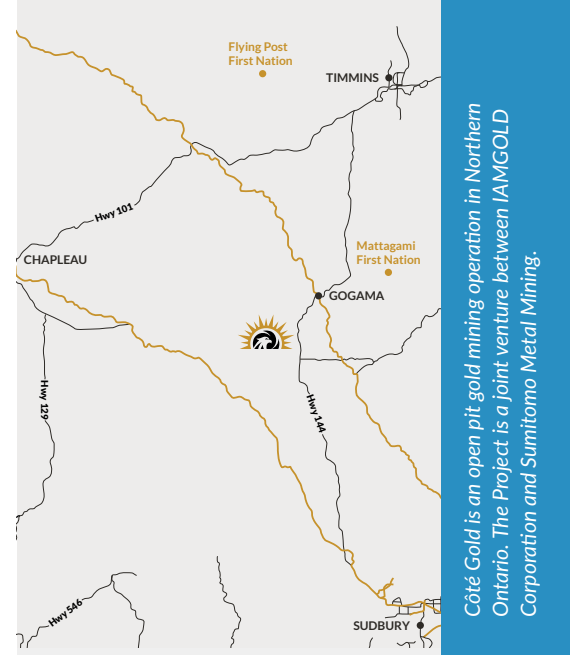 Flying Post
First Nation
TIMMINS
Hwy 101
CHAPLEAU
Mattagami
First Nation
GOGAMA
Hwy 129
Hwy 144
Hwy 546
SUDBURY
Côté Gold is an open pit gold mining operation in Northern
Ontario. The Project is a joint venture between IAMGOLD
Corporation and Sumitomo Metal Mining.